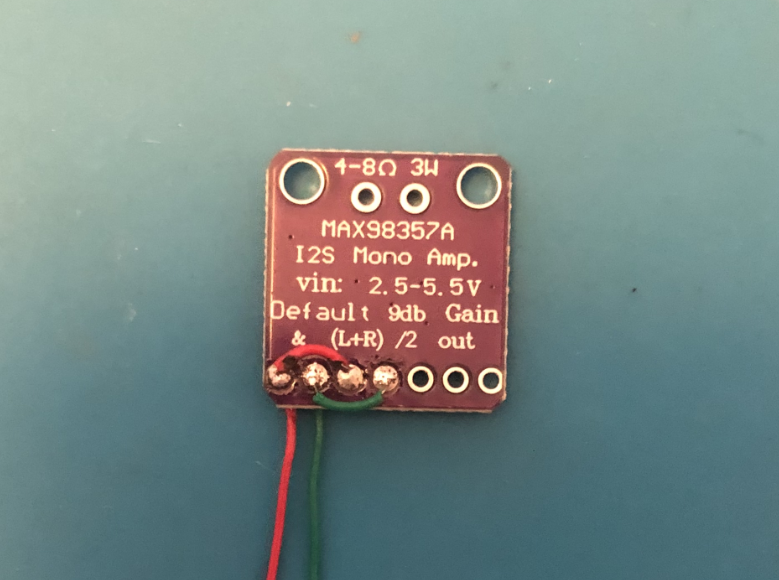 4-8Ω 3W
MAX98357A
I2S Mono Amp.
vin: 2.5-5.5V
Default 9db Gain
& (L+R) /2 out